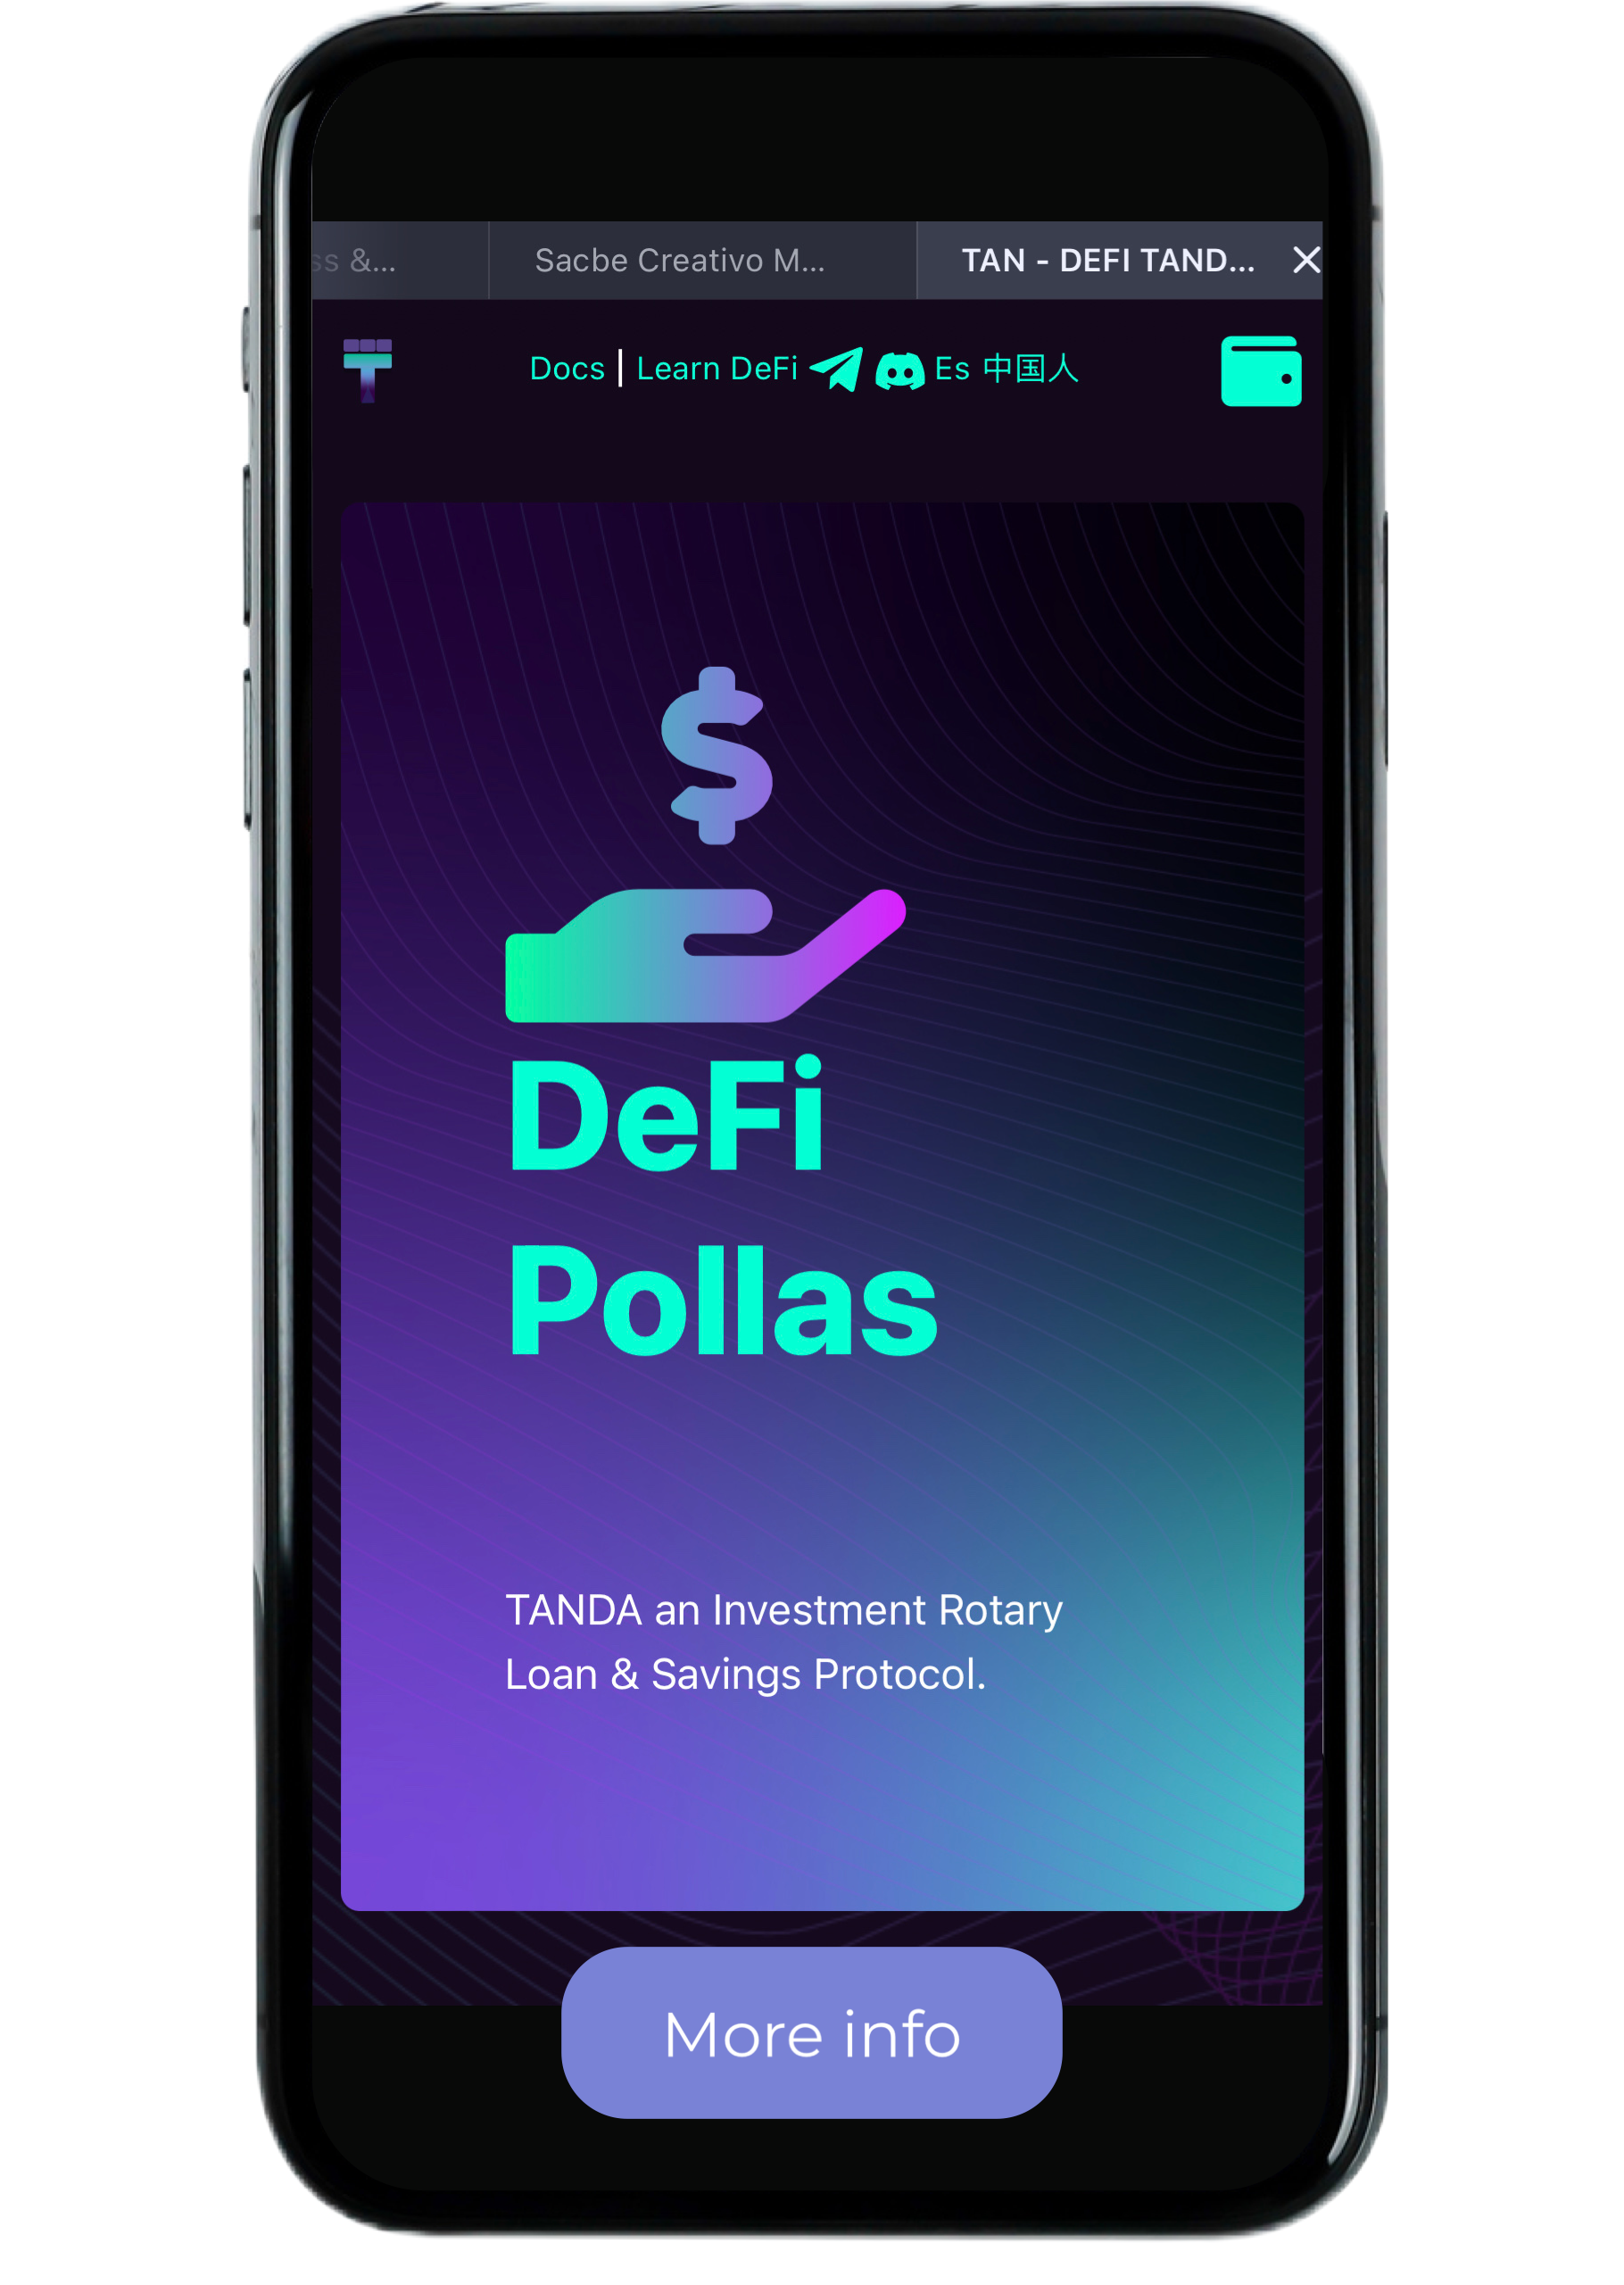 ss &...
Sacbe Creativo M...
TAN - DEFI TAND...
Docs | Learn DeFi Es 中国人
DeFi
Pollas
TANDA an Investment Rotary
Loan & Savings Protocol.
More info